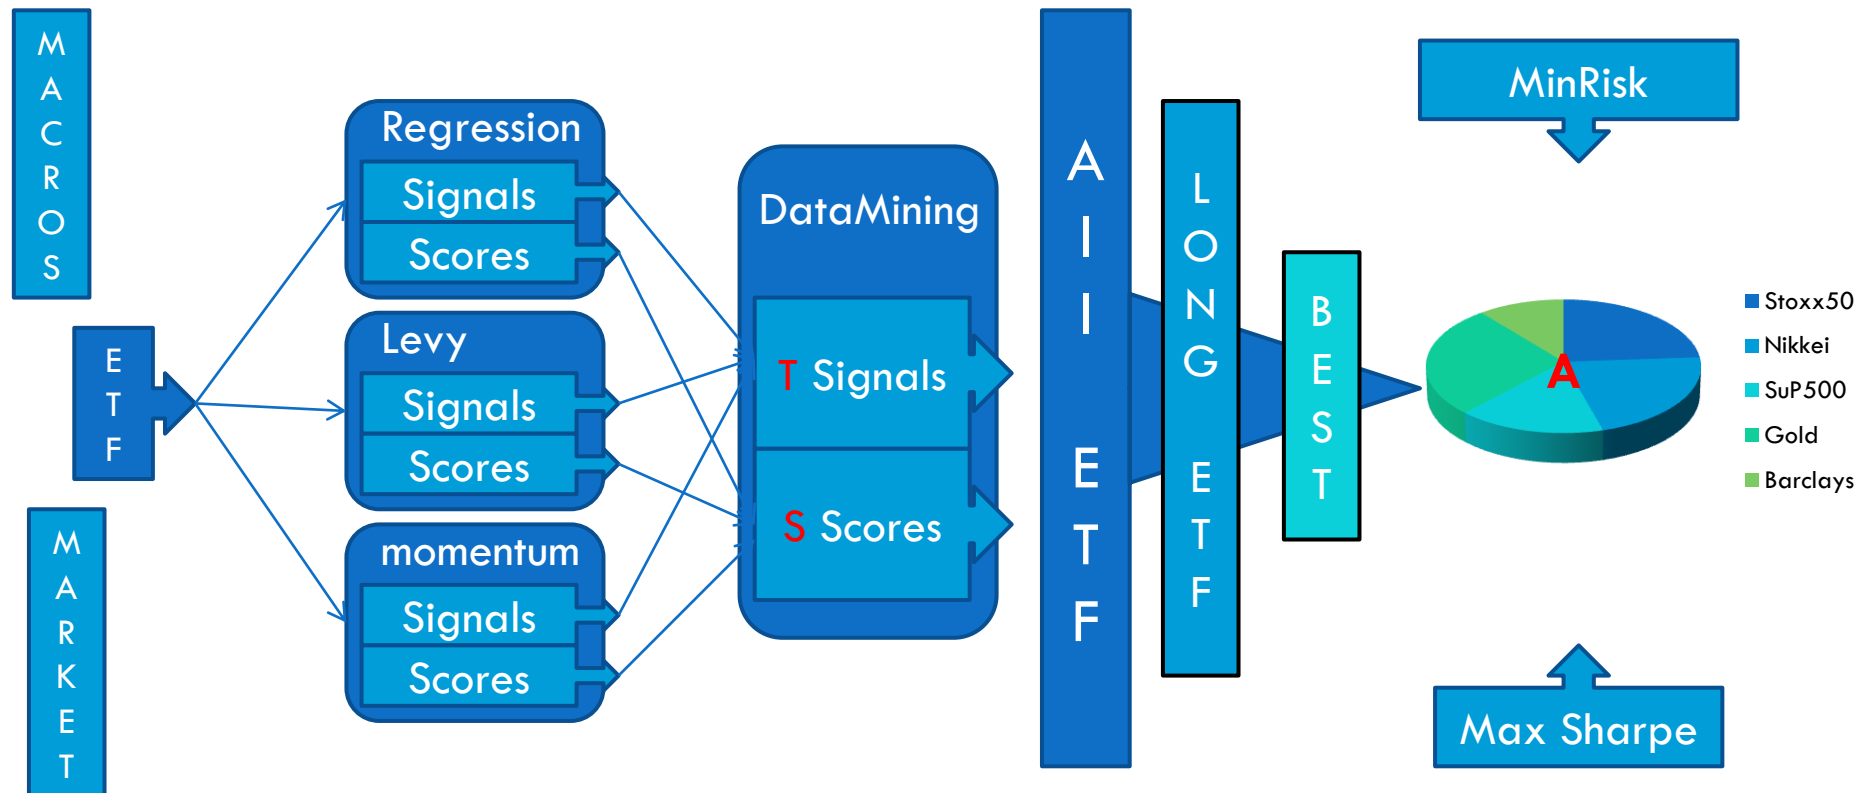 MACROS
ETF
MARKET
Regression
Signals
Scores
Levy
Signals
Scores
momentum
Signals
Scores
DataMining
T Signals
S Scores
All ETF
LONG ETF
BEST
MinRisk
A
Stoxx50
Nikkei
SuP500
Gold
Barclays
Max Sharpe